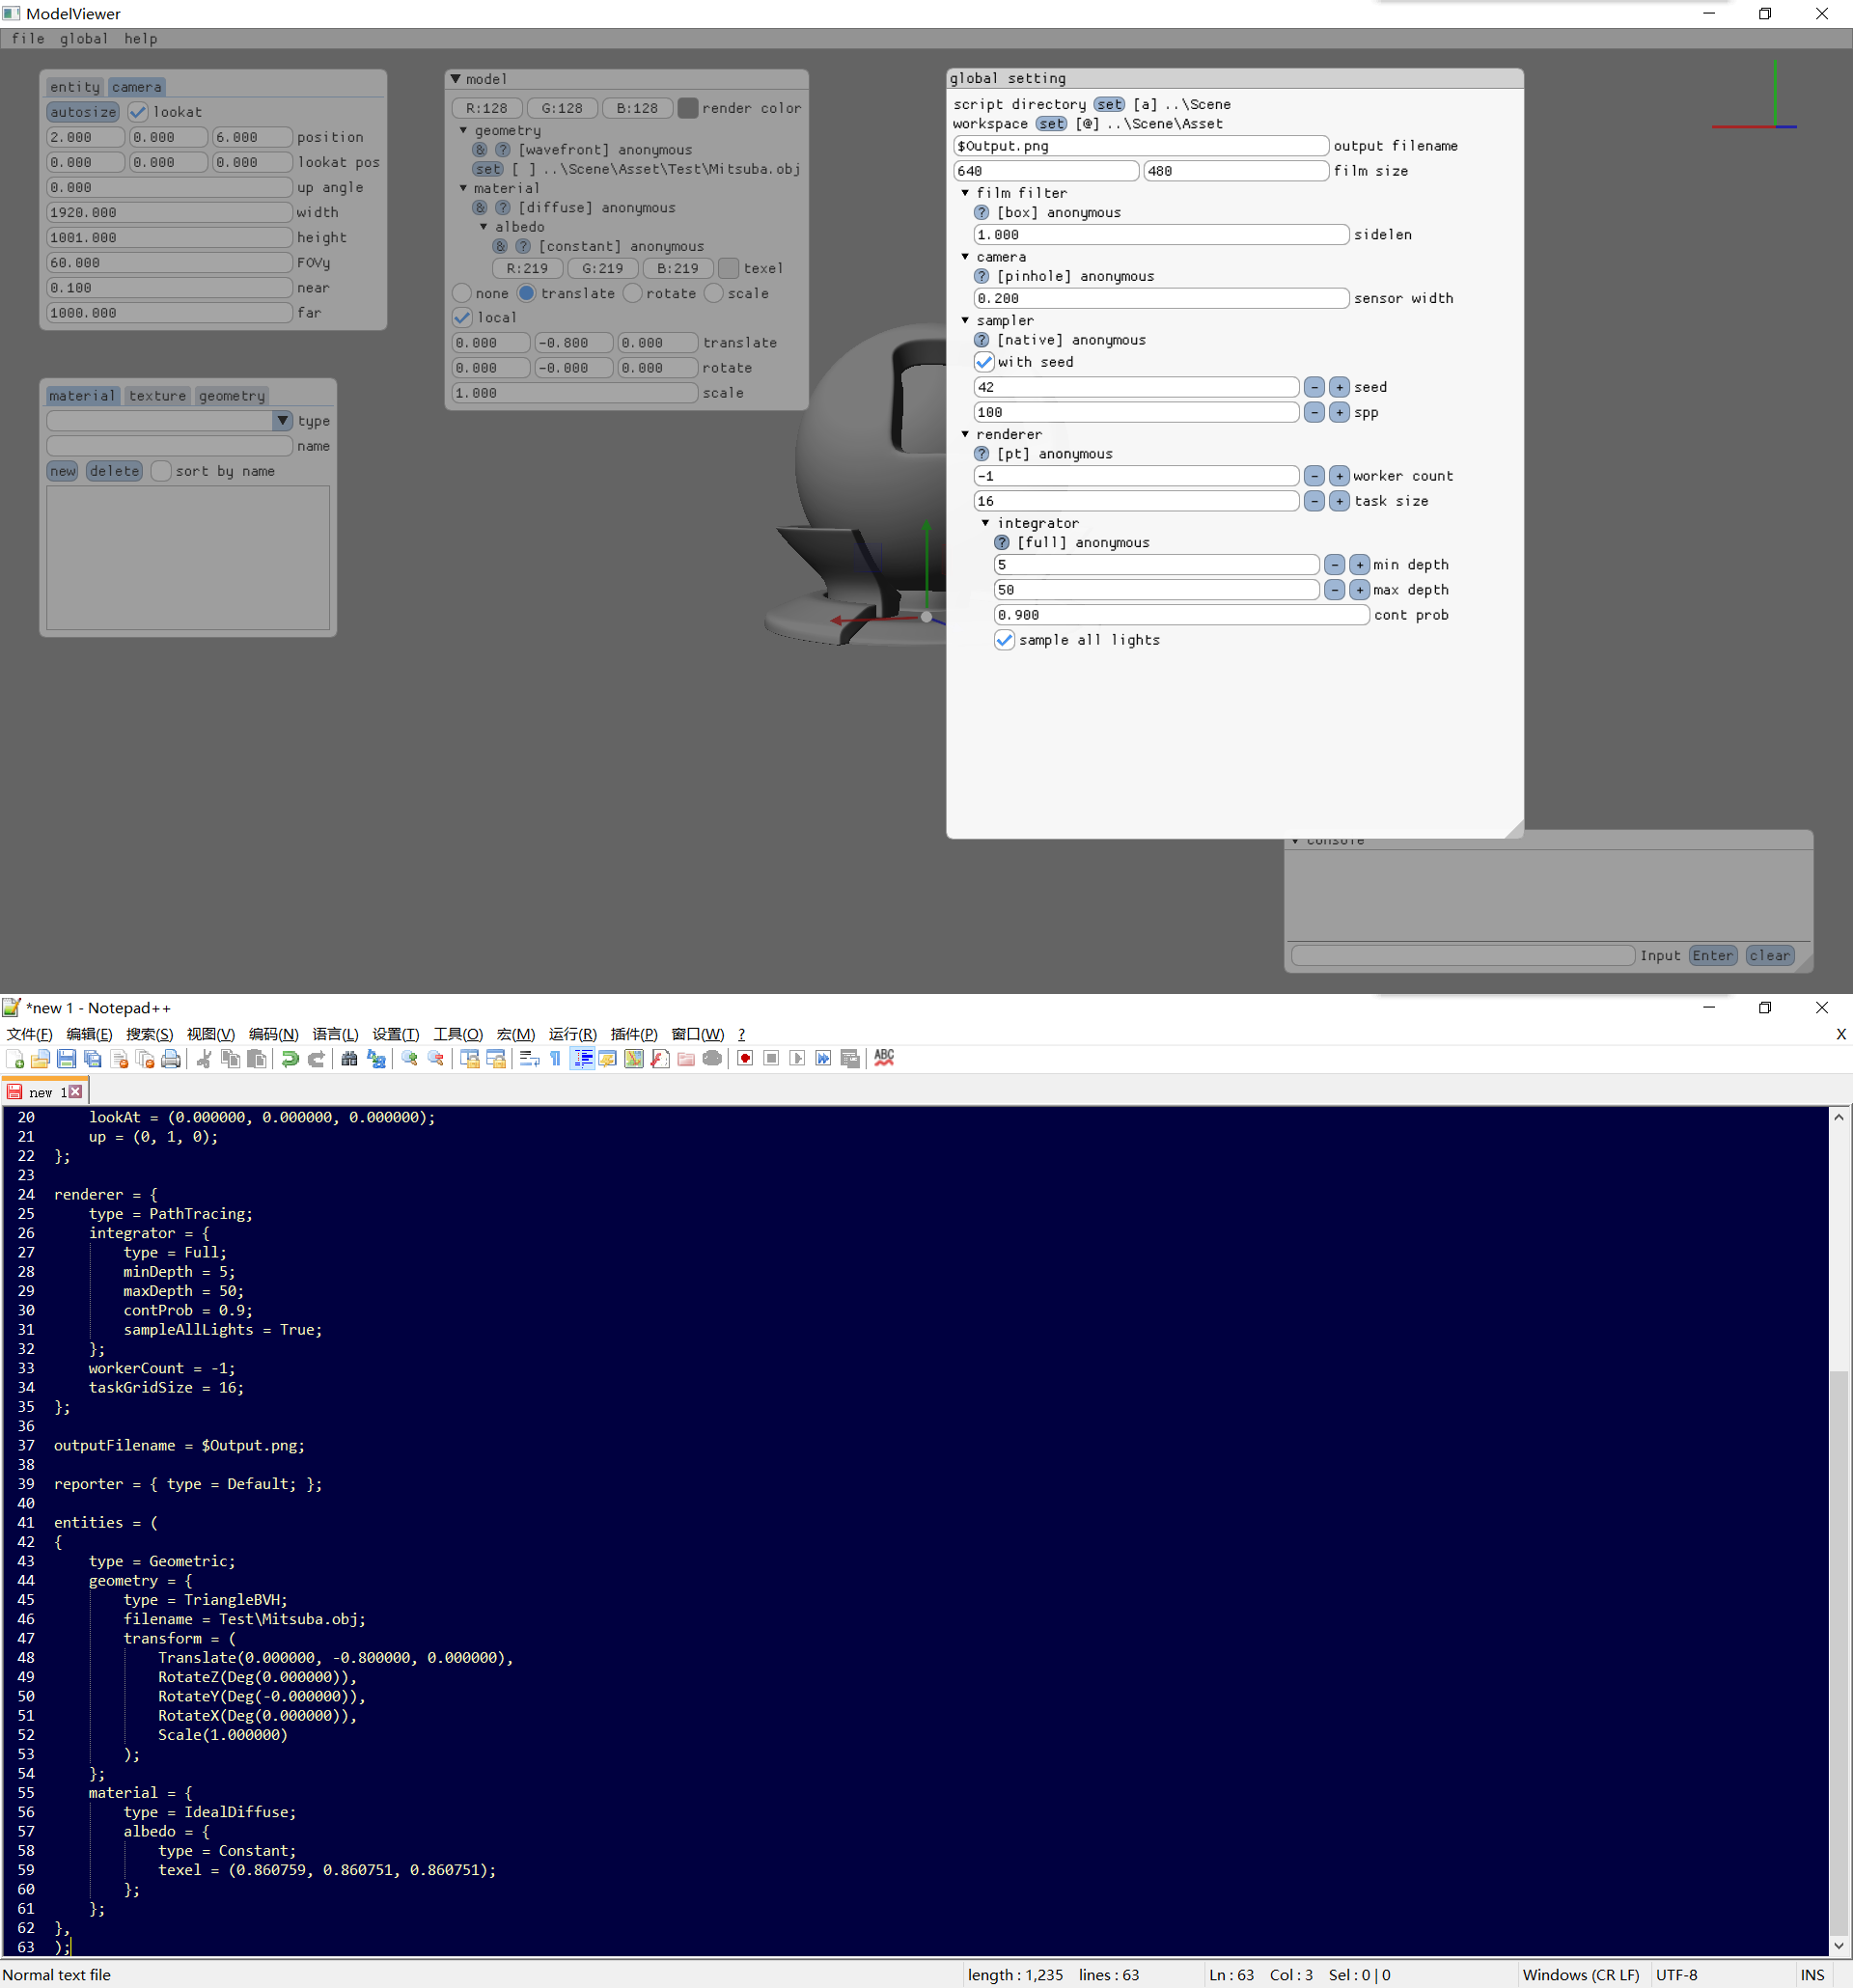 ModelViewer
file global help
entity camera
autosize lookat
2.000 0.000 6.000 position
0.000 0.000 0.000 lookat pos
0.000 up angle
1920.000 width
1001.000 height
60.000 FOVy
0.100 near
1000.000 far
material texture geometry
type
name
new delete sort by name
model
R:128 G:128 B:128 render color
geometry
& ? [wavefront] anonymous
set [ ] ..\Scene\Asset\Test\Mitsuba.obj
material
& ? [diffuse] anonymous
albedo
& ? [constant] anonymous
R:219 G:219 B:219 texel
none translate rotate scale
local
0.000 -0.800 0.000 translate
0.000 -0.000 0.000 rotate
1.000 scale
global setting
script directory set [a] ..\Scene
workspace set [@] ..\Scene\Asset
$Output.png output filename
640 480 film size
film filter
? [box] anonymous
1.000 sidelen
camera
? [pinhole] anonymous
0.200 sensor width
sampler
? [native] anonymous
with seed
42 - + seed
100 - + spp
renderer
? [pt] anonymous
-1 - + worker count
16 - + task size
integrator
? [full] anonymous
5 - + min depth
50 - + max depth
0.900 cont prob
sample all lights
console
Input Enter clear
*new 1 - Notepad++
文件(F) 编辑(E) 搜索(S) 视图(V) 编码(N) 语言(L) 设置(T) 工具(O) 宏(M) 运行(R) 插件(P) 窗口(W) ? X
ABC
new 1
20 lookAt = (0.000000, 0.000000, 0.000000);
21 up = (0, 1, 0);
22 };
23
24 renderer = {
25 type = PathTracing;
26 integrator = {
27 type = Full;
28 minDepth = 5;
29 maxDepth = 50;
30 contProb = 0.9;
31 sampleAllLights = True;
32 };
33 workerCount = -1;
34 taskGridSize = 16;
35 };
36
37 outputFilename = $Output.png;
38
39 reporter = { type = Default; };
40
41 entities = (
42 {
43 type = Geometric;
44 geometry = {
45 type = TriangleBVH;
46 filename = Test\Mitsuba.obj;
47 transform = (
48 Translate(0.000000, -0.800000, 0.000000),
49 RotateZ(Deg(0.000000)),
50 RotateY(Deg(-0.000000)),
51 RotateX(Deg(0.000000)),
52 Scale(1.000000)
53 );
54 };
55 material = {
56 type = IdealDiffuse;
57 albedo = {
58 type = Constant;
59 texel = (0.860759, 0.860751, 0.860751);
60 };
61 };
62 },
63 );
Normal text file length : 1,235 lines : 63 Ln : 63 Col : 3 Sel : 0 | 0 Windows (CR LF) UTF-8 INS